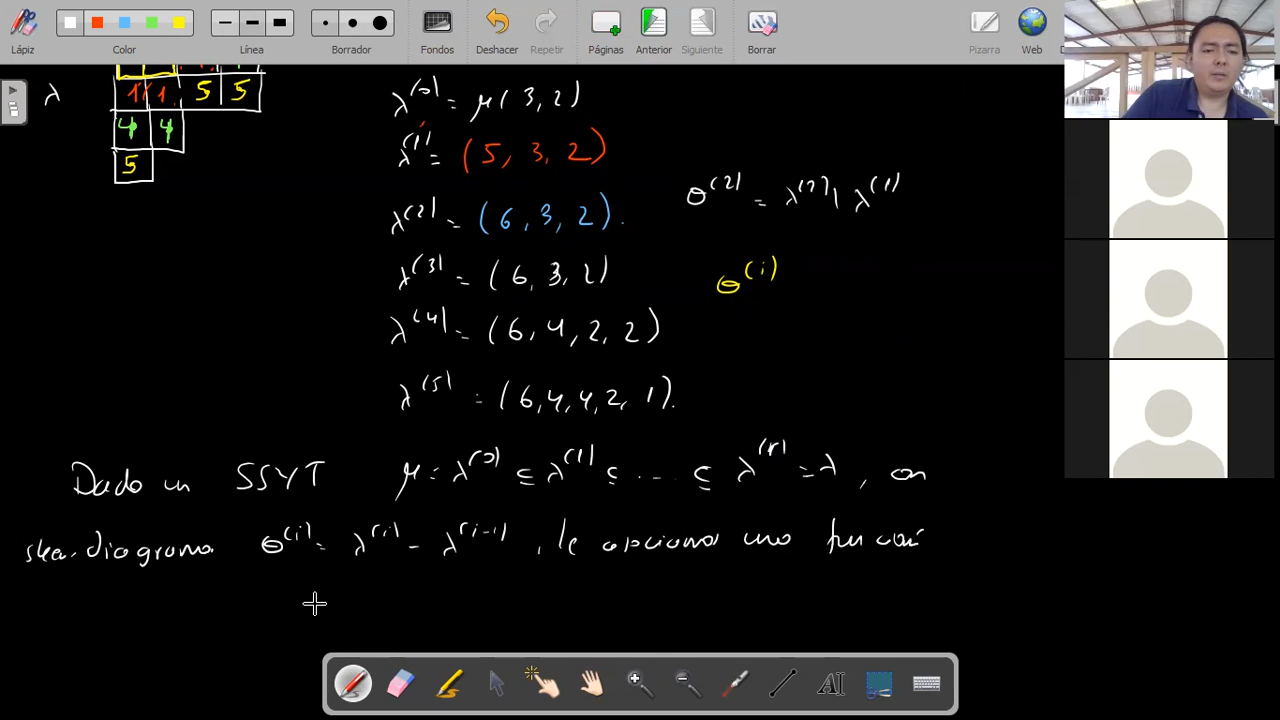 Lápiz Color Línea Borrador Fondos Deshacer Repetir Páginas Anterior Siguiente Borrar Pizarra Web
λ
1 1 5 5
4 4
5
λ^(0) = μ(3,2)
λ^(1) = (5, 3, 2)
λ^(2) = (6, 3, 2).
θ^(2) = λ^(2) \ λ^(1)
λ^(3) = (6, 3, 2)
θ^(i)
λ^(4) = (6, 4, 2, 2)
λ^(5) = (6,4,4,2,1).
Dado un SSYT μ = λ^(0) ⊆ λ^(1) ⊆ ... ⊆ λ^(r) = λ, con
skew-diagrama θ^(i) = λ^(i) - λ^(i-1), le una función
AI